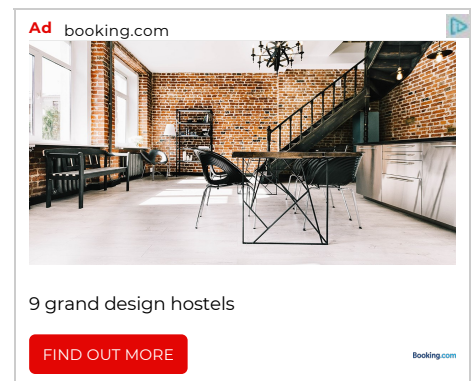 Ad booking.com
9 grand design hostels
FIND OUT MORE
Booking.com